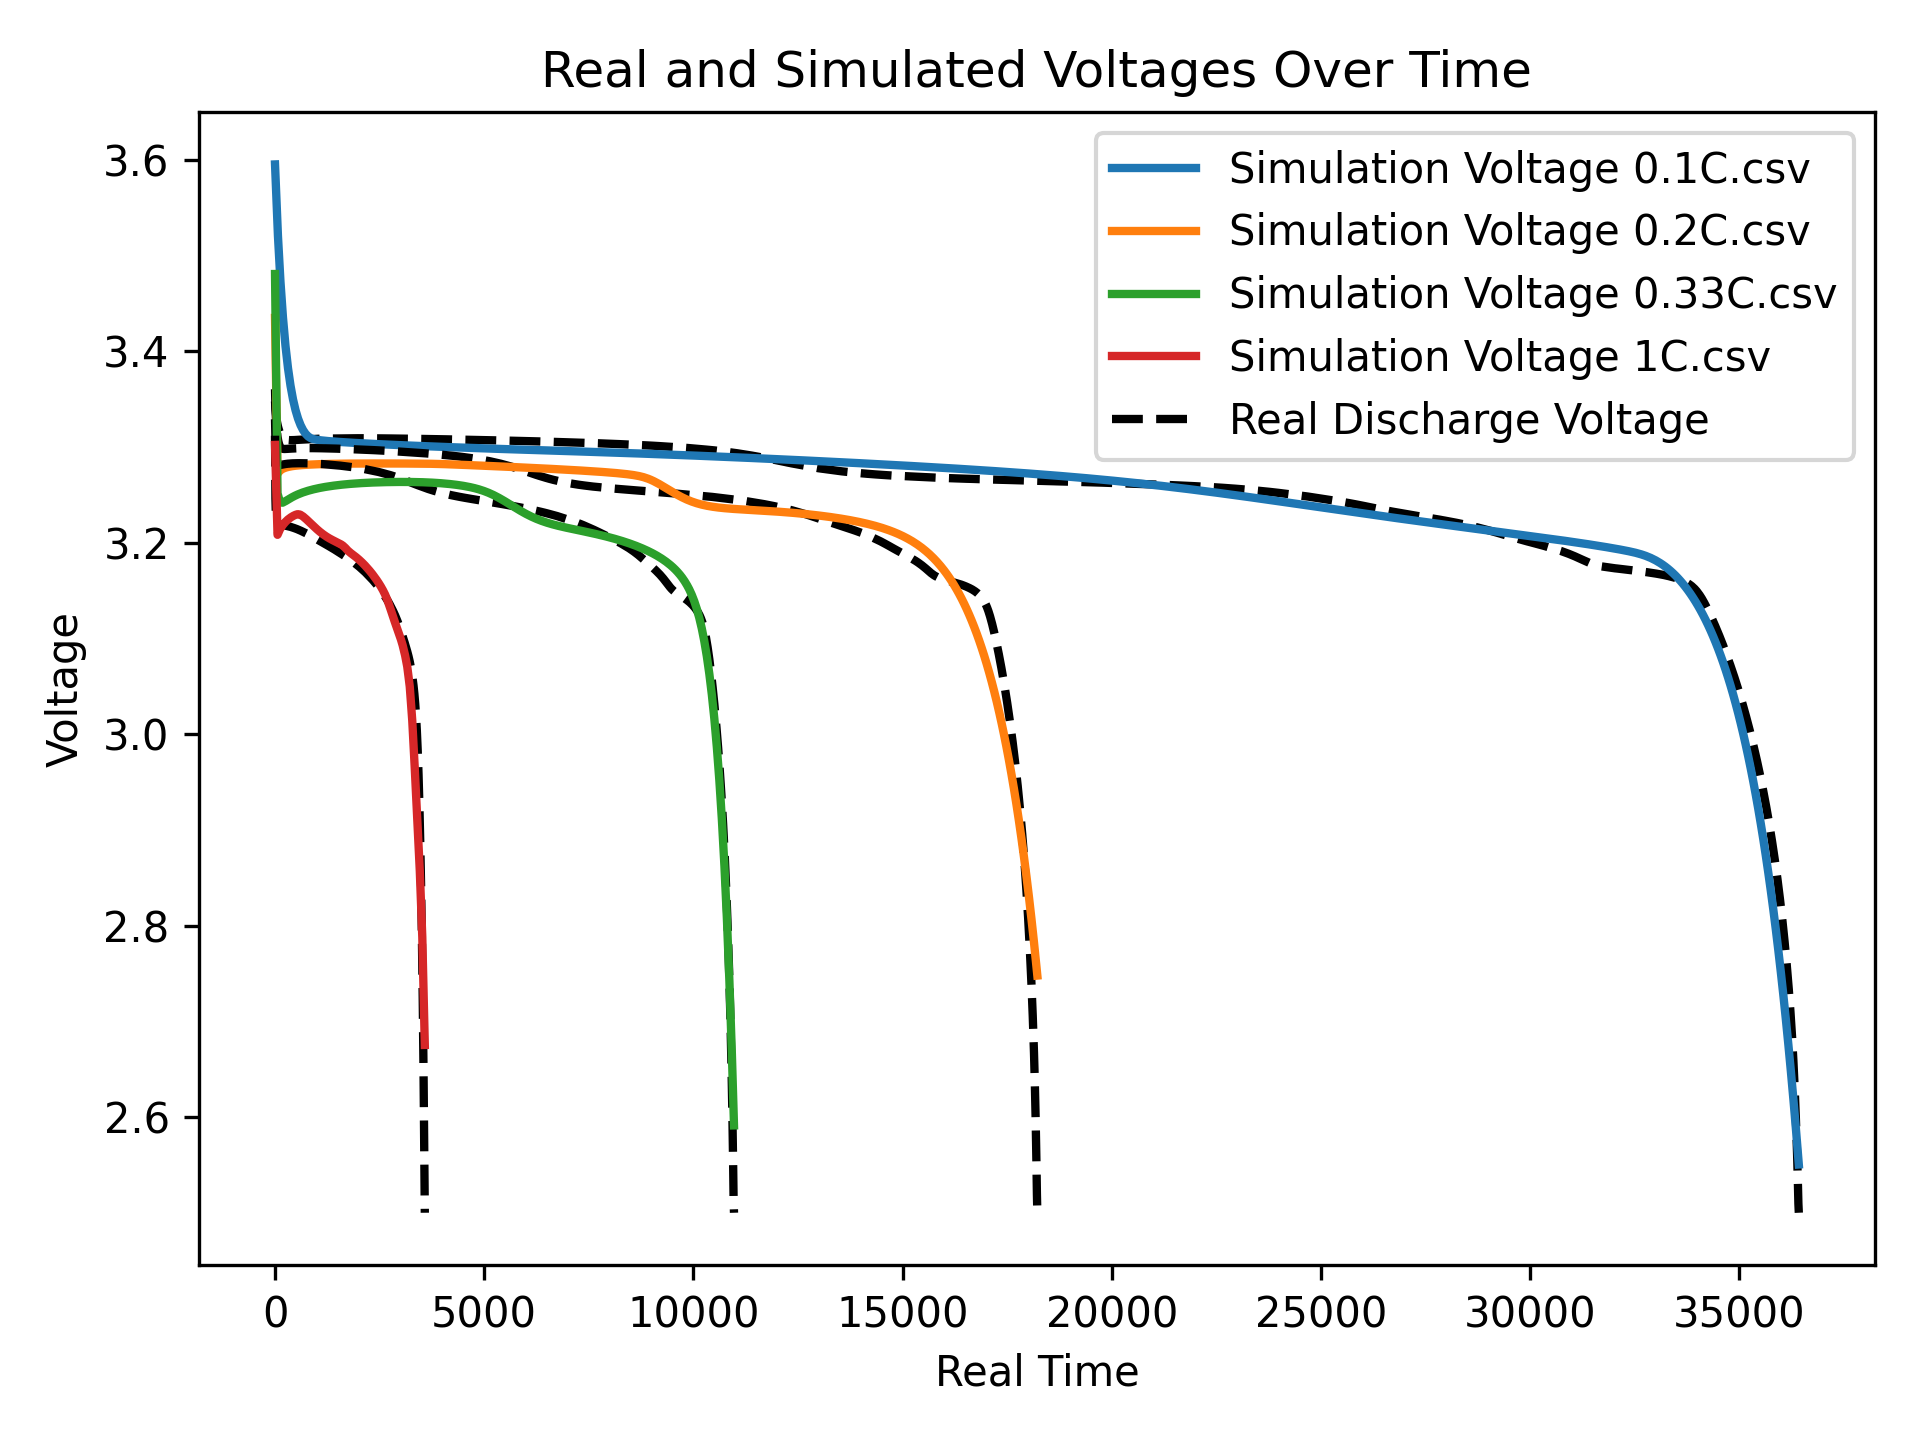 Real and Simulated Voltages Over Time
Simulation Voltage 0.1C.csv
Simulation Voltage 0.2C.csv
Simulation Voltage 0.33C.csv
Simulation Voltage 1C.csv
Real Discharge Voltage
3.6
3.4
3.2
3.0
2.8
2.6
Voltage
0 5000 10000 15000 20000 25000 30000 35000
Real Time